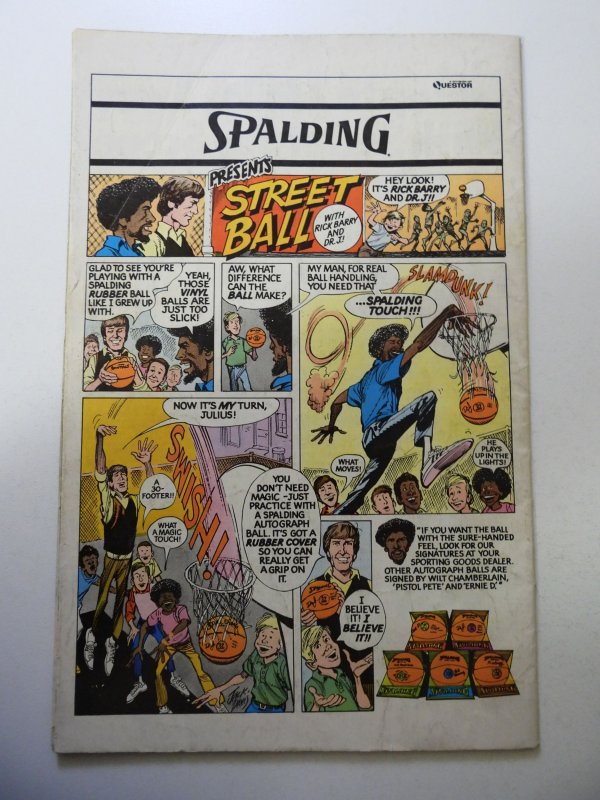 QUESTOR
SPALDING
PRESENTS
STREET
BALL
WITH
RICK BARRY
AND
DR. J!
HEY LOOK!
IT'S RICK BARRY
AND DR. J!!
GLAD TO SEE YOU'RE
PLAYING WITH A
SPALDING
RUBBER BALL
LIKE I GREW UP
WITH.
YEAH,
THOSE
VINYL
BALLS ARE
JUST TOO
SLICK!
AW, WHAT
DIFFERENCE
CAN THE
BALL MAKE?
MY MAN, FOR REAL
BALL HANDLING,
YOU NEED THAT
...SPALDING
TOUCH!!!
SLAMDUNK!
WHAT
MOVES!
HE
PLAYS
UP IN THE
LIGHTS!
NOW IT'S MY TURN,
JULIUS!
A
30-
FOOTER!!
WHAT
A MAGIC
TOUCH!
SWISH!
YOU
DON'T NEED
MAGIC -JUST
PRACTICE WITH
A SPALDING
AUTOGRAPH
BALL. IT'S GOT A
RUBBER COVER
SO YOU CAN
REALLY GET
A GRIP ON
IT.
"IF YOU WANT THE BALL
WITH THE SURE-HANDED
FEEL, LOOK FOR OUR
SIGNATURES AT YOUR
SPORTING GOODS DEALER.
OTHER AUTOGRAPH BALLS ARE
SIGNED BY WILT CHAMBERLAIN,
'PISTOL PETE' AND 'ERNIE D.'"
I
BELIEVE
IT! I
BELIEVE
IT!!
SPALDING